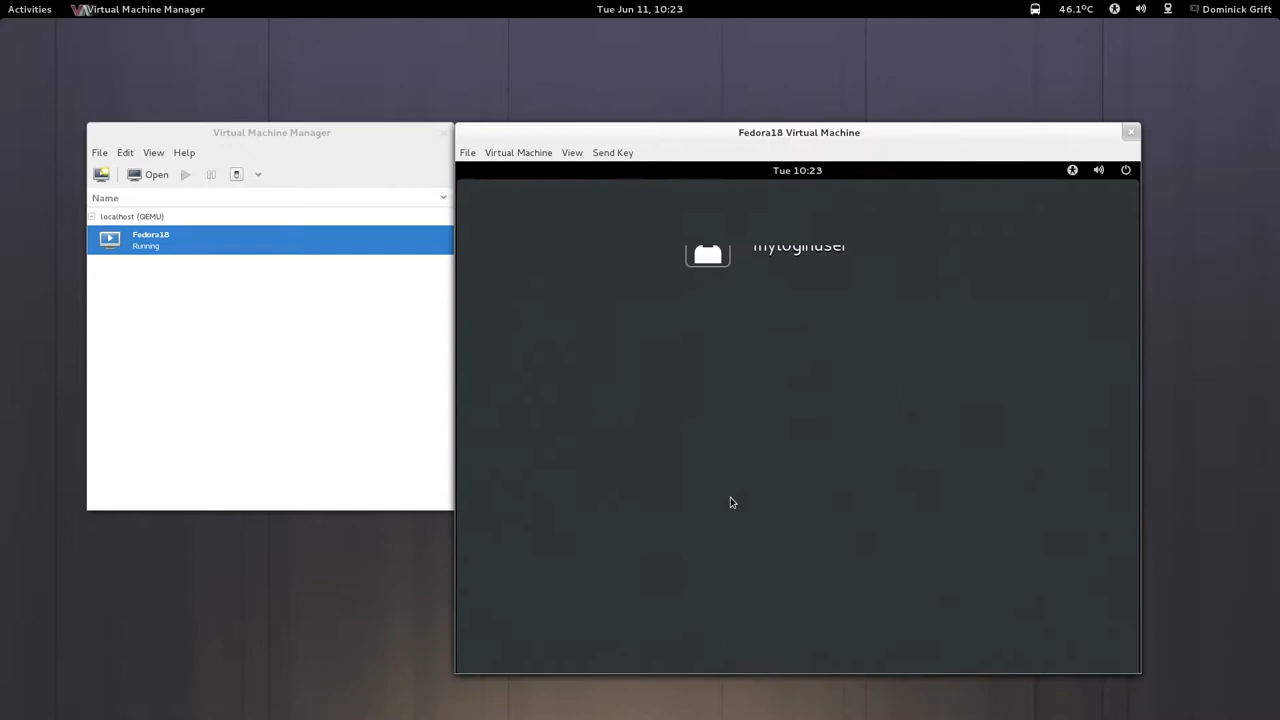 Activities Virtual Machine Manager Tue Jun 11, 10:23 46.1°C Dominick Grift
Virtual Machine Manager
File Edit View Help
Open
Name
localhost (QEMU)
Fedora18
Running
Fedora18 Virtual Machine
File Virtual Machine View Send Key
Tue 10:23
myloginuser